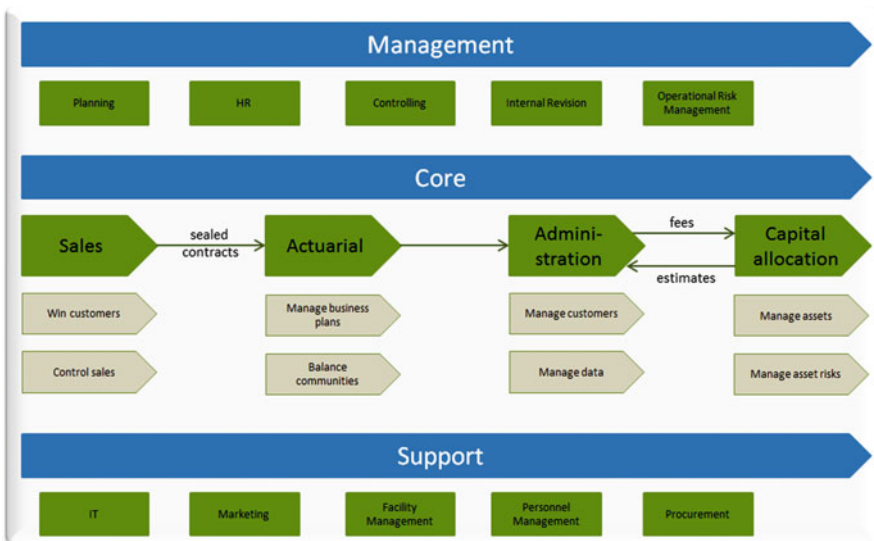 Management
Planning
HR
Controlling
Internal Revision
Operational Risk
Management
Core
Sales
sealed
contracts
Actuarial
Admini-
stration
fees
estimates
Capital
allocation
Win customers
Manage business
plans
Manage customers
Manage assets
Control sales
Balance
communities
Manage data
Manage asset risks
Support
IT
Marketing
Facility
Management
Personnel
Management
Procurement